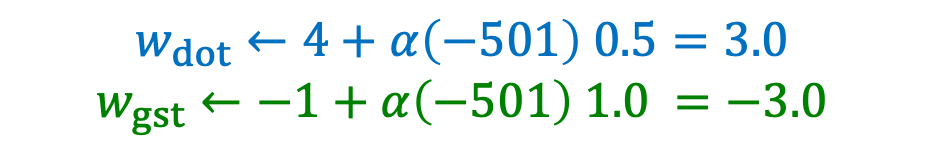 w_dot ← 4 + α(−501) 0.5 = 3.0
w_gst ← −1 + α(−501) 1.0 = −3.0